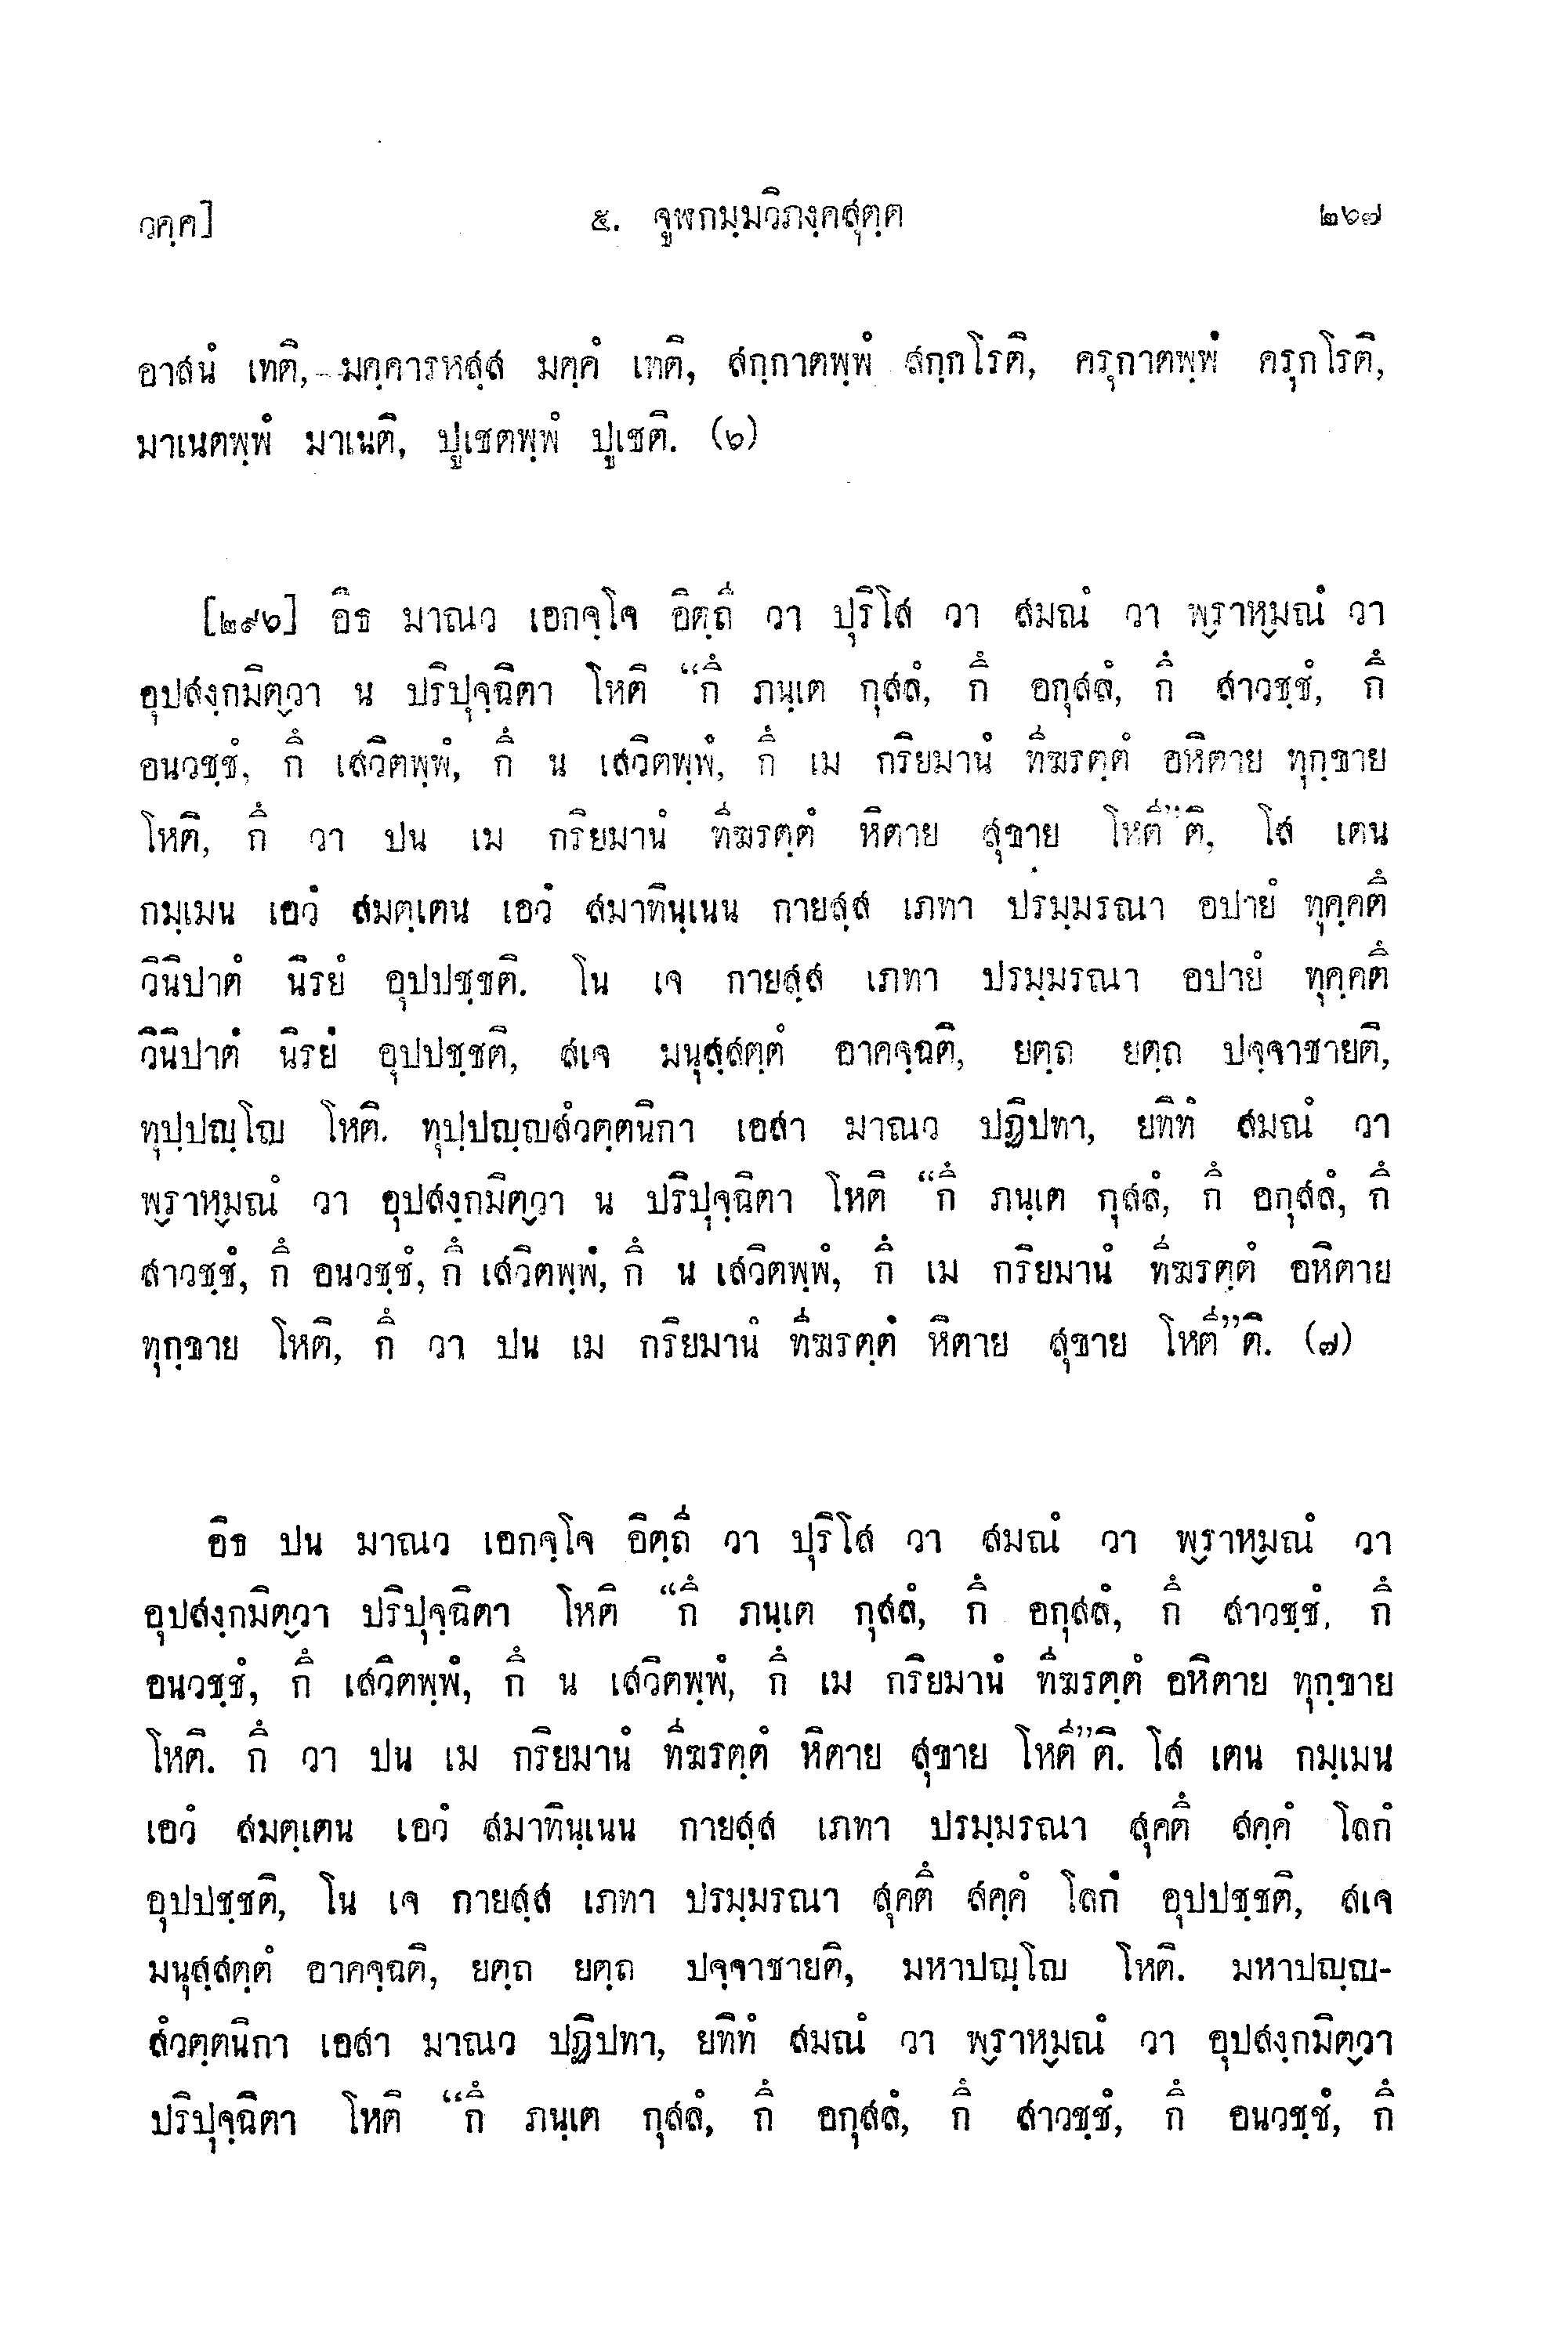 วคฺค]
๕. จูฬกมฺมวิภงฺคสุตฺต
๒๖๗
อาสนํ เทติ, มคฺคารหสฺส มคฺคํ เทติ, สกฺกาตพฺพํ สกฺกโรติ, ครุกาตพฺพํ ครุกโรติ,
มาเนตพฺพํ มาเนติ, ปูเชตพฺพํ ปูเชติ. (๖)
[๒๙๖] อิธ มาณว เอกจฺโจ อิตฺถี วา ปุริโส วา สมณํ วา พฺราหฺมณํ วา
อุปสงฺกมิตฺวา น ปริปุจฺฉิตา โหติ “กึ ภนฺเต กุสลํ, กึ อกุสลํ, กึ สาวชฺชํ, กึ
อนวชฺชํ, กึ เสวิตพฺพํ, กึ น เสวิตพฺพํ, กึ เม กริยมานํ ทีฆรตฺตํ อหิตาย ทุกฺขาย
โหติ, กึ วา ปน เม กริยมานํ ทีฆรตฺตํ หิตาย สุขาย โหตี”ติ, โส เตน
กมฺเมน เอวํ สมตฺเตน เอวํ สมาทินฺเนน กายสฺส เภทา ปรมฺมรณา อปายํ ทุคฺคตึ
วินิปาตํ นิรยํ อุปปชฺชติ. โน เจ กายสฺส เภทา ปรมฺมรณา อปายํ ทุคฺคตึ
วินิปาตํ นิรยํ อุปปชฺชติ, สเจ มนุสฺสตฺตํ อาคจฺฉติ, ยตฺถ ยตฺถ ปจฺจาชายติ,
ทุปฺปญฺโญ โหติ. ทุปฺปญฺญสํวตฺตนิกา เอสา มาณว ปฏิปทา, ยทิทํ สมณํ วา
พฺราหฺมณํ วา อุปสงฺกมิตฺวา น ปริปุจฺฉิตา โหติ “กึ ภนฺเต กุสลํ, กึ อกุสลํ, กึ
สาวชฺชํ, กึ อนวชฺชํ, กึ เสวิตพฺพํ, กึ น เสวิตพฺพํ, กึ เม กริยมานํ ทีฆรตฺตํ อหิตาย
ทุกฺขาย โหติ, กึ วา ปน เม กริยมานํ ทีฆรตฺตํ หิตาย สุขาย โหตี”ติ. (๗)
อิธ ปน มาณว เอกจฺโจ อิตฺถี วา ปุริโส วา สมณํ วา พฺราหฺมณํ วา
อุปสงฺกมิตฺวา ปริปุจฺฉิตา โหติ “กึ ภนฺเต กุสลํ, กึ อกุสลํ, กึ สาวชฺชํ, กึ
อนวชฺชํ, กึ เสวิตพฺพํ, กึ น เสวิตพฺพํ, กึ เม กริยมานํ ทีฆรตฺตํ อหิตาย ทุกฺขาย
โหติ. กึ วา ปน เม กริยมานํ ทีฆรตฺตํ หิตาย สุขาย โหตี”ติ. โส เตน กมฺเมน
เอวํ สมตฺเตน เอวํ สมาทินฺเนน กายสฺส เภทา ปรมฺมรณา สุคตึ สคฺคํ โลกํ
อุปปชฺชติ, โน เจ กายสฺส เภทา ปรมฺมรณา สุคตึ สคฺคํ โลกํ อุปปชฺชติ, สเจ
มนุสฺสตฺตํ อาคจฺฉติ, ยตฺถ ยตฺถ ปจฺจาชายติ, มหาปญฺโญ โหติ. มหาปญฺญ-
สํวตฺตนิกา เอสา มาณว ปฏิปทา, ยทิทํ สมณํ วา พฺราหฺมณํ วา อุปสงฺกมิตฺวา
ปริปุจฺฉิตา โหติ “กึ ภนฺเต กุสลํ, กึ อกุสลํ, กึ สาวชฺชํ, กึ อนวชฺชํ, กึ